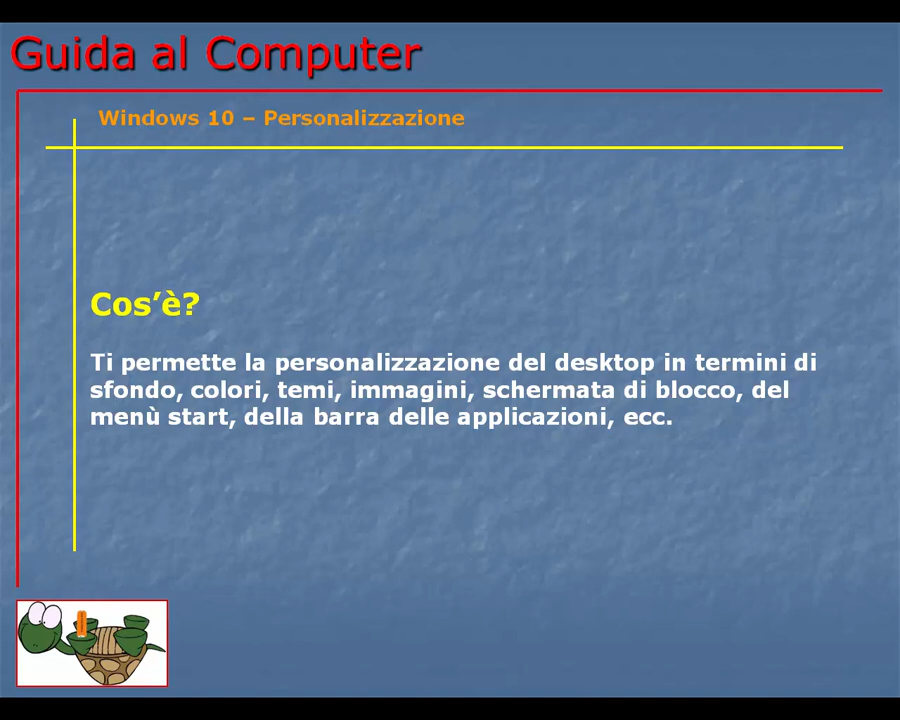 Guida al Computer
Windows 10 – Personalizzazione
Cos’è?
Ti permette la personalizzazione del desktop in termini di
sfondo, colori, temi, immagini, schermata di blocco, del
menù start, della barra delle applicazioni, ecc.